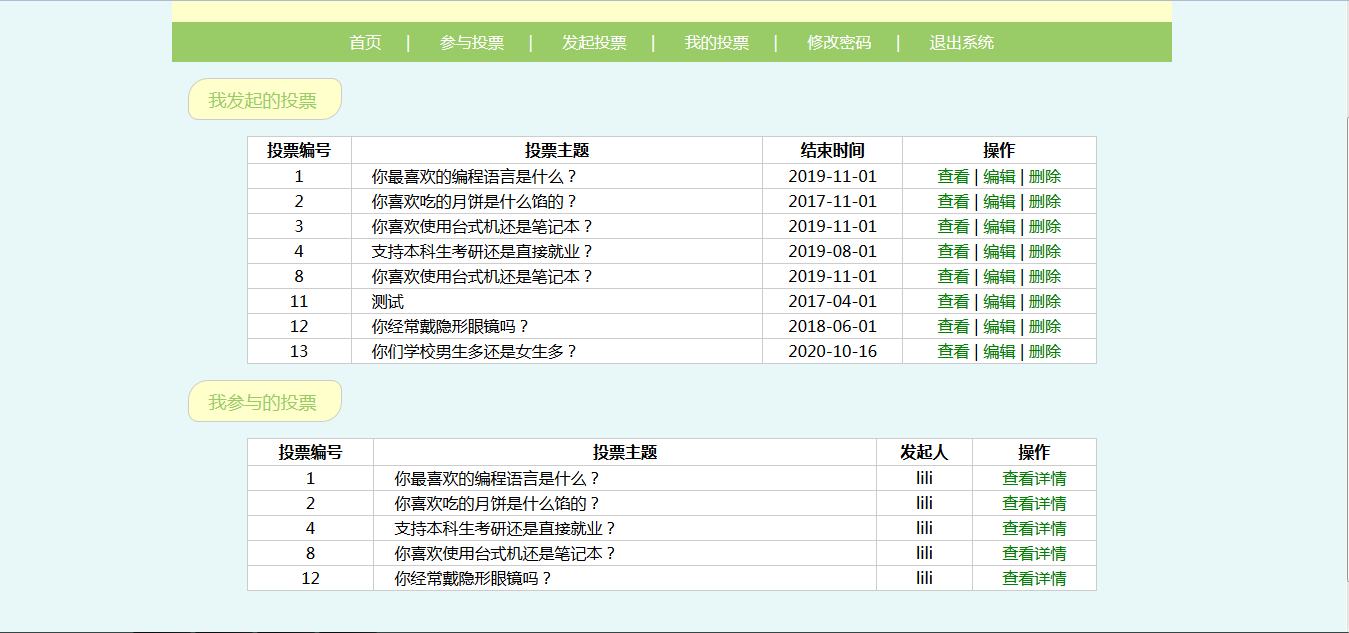 首页 | 参与投票 | 发起投票 | 我的投票 | 修改密码 | 退出系统
我发起的投票
投票编号 投票主题 结束时间 操作
1 你最喜欢的编程语言是什么？ 2019-11-01 查看 | 编辑 | 删除
2 你喜欢吃的月饼是什么馅的？ 2017-11-01 查看 | 编辑 | 删除
3 你喜欢使用台式机还是笔记本？ 2019-11-01 查看 | 编辑 | 删除
4 支持本科生考研还是直接就业？ 2019-08-01 查看 | 编辑 | 删除
8 你喜欢使用台式机还是笔记本？ 2019-11-01 查看 | 编辑 | 删除
11 测试 2017-04-01 查看 | 编辑 | 删除
12 你经常戴隐形眼镜吗？ 2018-06-01 查看 | 编辑 | 删除
13 你们学校男生多还是女生多？ 2020-10-16 查看 | 编辑 | 删除
我参与的投票
投票编号 投票主题 发起人 操作
1 你最喜欢的编程语言是什么？ lili 查看详情
2 你喜欢吃的月饼是什么馅的？ lili 查看详情
4 支持本科生考研还是直接就业？ lili 查看详情
8 你喜欢使用台式机还是笔记本？ lili 查看详情
12 你经常戴隐形眼镜吗？ lili 查看详情